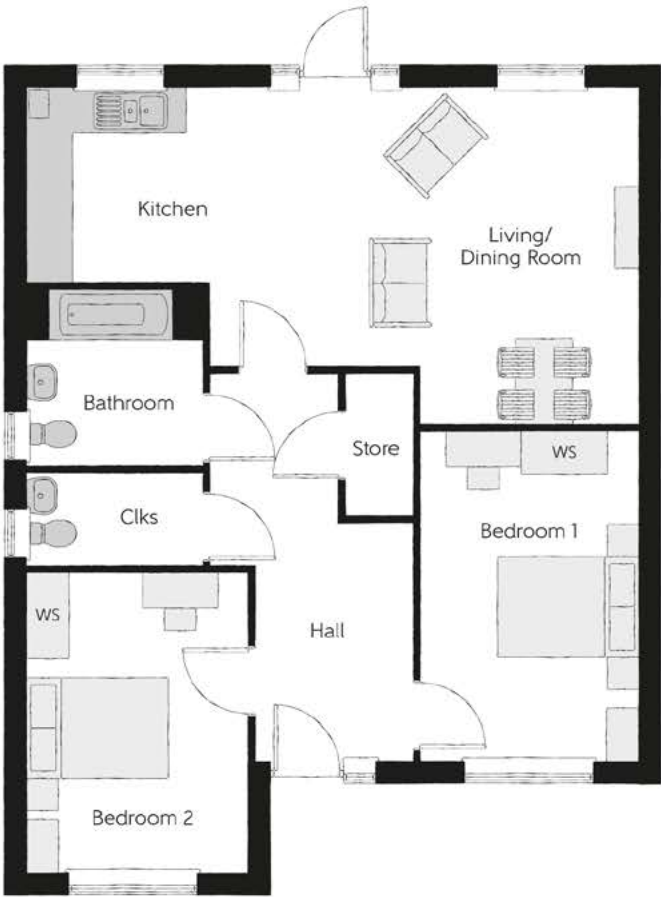 Kitchen
Living/
Dining Room
Bathroom
Store
WS
Clks
Bedroom 1
WS
Hall
Bedroom 2